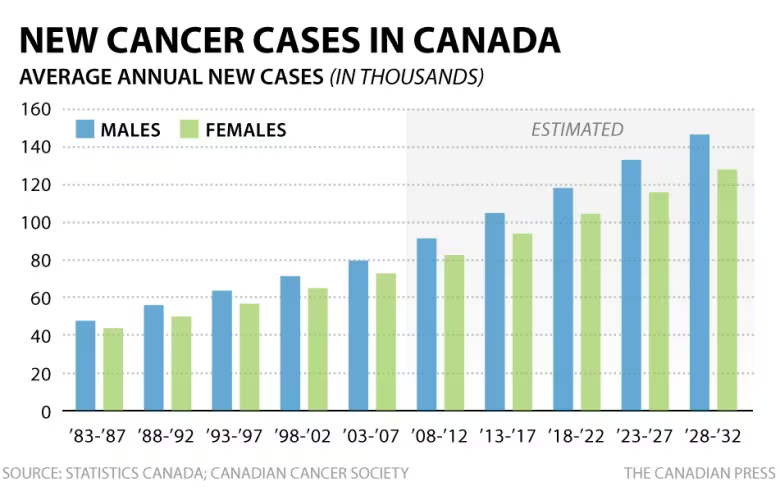 NEW CANCER CASES IN CANADA
AVERAGE ANNUAL NEW CASES (IN THOUSANDS)
160
MALES FEMALES ESTIMATED
140
120
100
80
60
40
20
0
’83-’87 ’88-’92 ’93-’97 ’98-’02 ’03-’07 ’08-’12 ’13-’17 ’18-’22 ’23-’27 ’28-’32
SOURCE: STATISTICS CANADA; CANADIAN CANCER SOCIETY THE CANADIAN PRESS